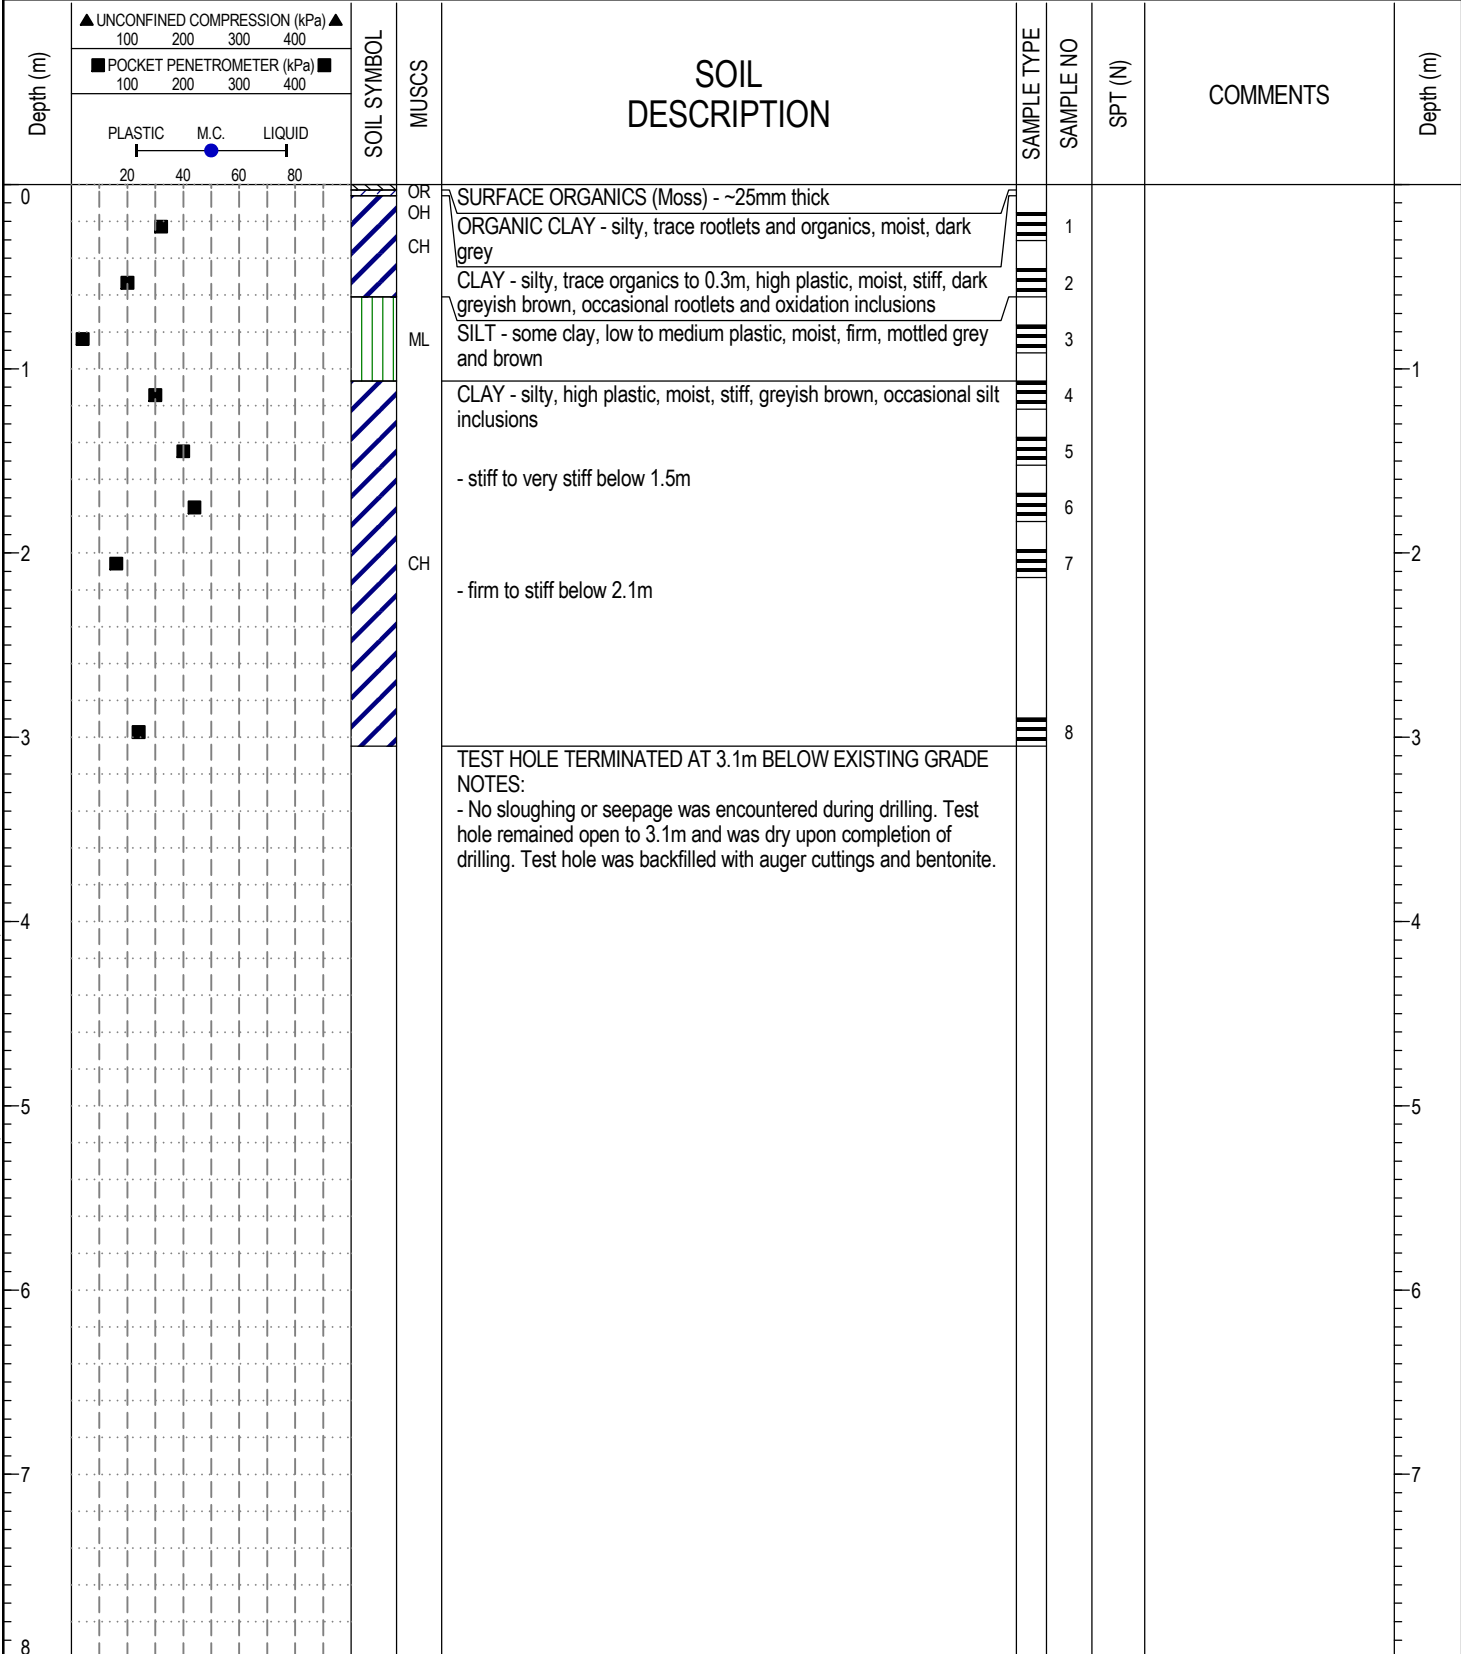 ▲ UNCONFINED COMPRESSION (kPa) ▲
100 200 300 400
■ POCKET PENETROMETER (kPa) ■
100 200 300 400
PLASTIC M.C. LIQUID
20 40 60 80
Depth (m)
SOIL SYMBOL
MUSCS
SOIL
DESCRIPTION
SAMPLE TYPE
SAMPLE NO
SPT (N)
COMMENTS
Depth (m)
0
OR
SURFACE ORGANICS (Moss) - ~25mm thick
OH
ORGANIC CLAY - silty, trace rootlets and organics, moist, dark
grey
1
CH
CLAY - silty, trace organics to 0.3m, high plastic, moist, stiff, dark
greyish brown, occasional rootlets and oxidation inclusions
2
ML
SILT - some clay, low to medium plastic, moist, firm, mottled grey
and brown
3
1
1
CLAY - silty, high plastic, moist, stiff, greyish brown, occasional silt
inclusions
4
5
- stiff to very stiff below 1.5m
6
2
CH
7
2
- firm to stiff below 2.1m
3
8
3
TEST HOLE TERMINATED AT 3.1m BELOW EXISTING GRADE
NOTES:
- No sloughing or seepage was encountered during drilling. Test
hole remained open to 3.1m and was dry upon completion of
drilling. Test hole was backfilled with auger cuttings and bentonite.
4
4
5
5
6
6
7
7
8